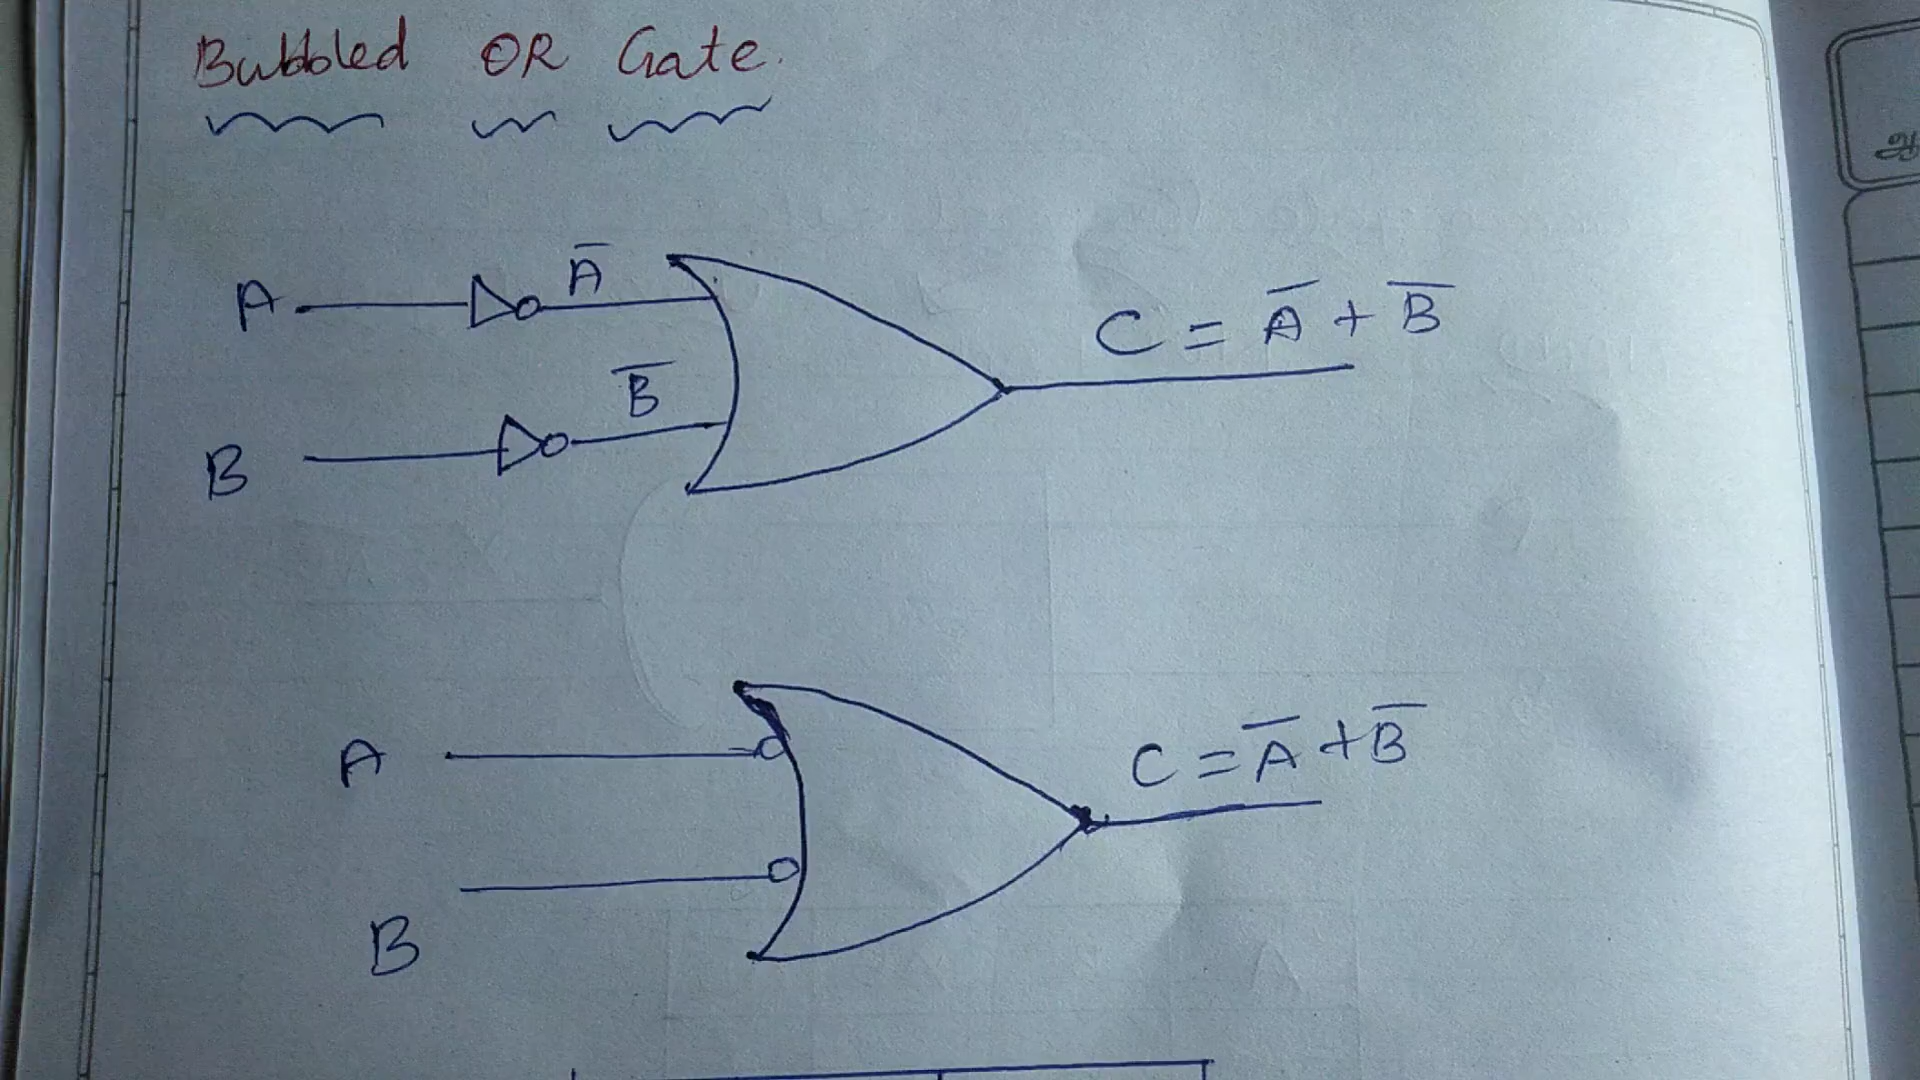 Bubbled OR Gate.
A̅
A
C = A̅ + B̅
B̅
B
A
C = A̅ + B̅
B